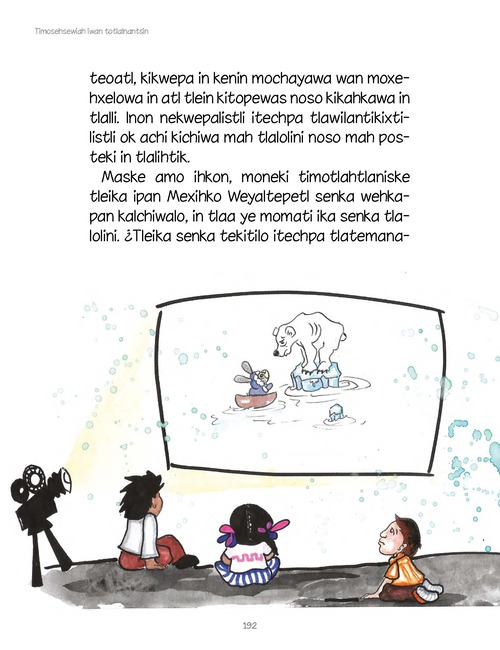 Timosehsewiah iwan totlalnantsin
teoatl, kikwepa in kenin mochayawa wan moxe-
hxelowa in atl tlein kitopewas noso kikahkawa in
tlalli. Inon nekwepalistli itechpa tlawilantikixti-
listli ok achi kichiwa mah tlalolini noso mah pos-
teki in tlalihtik.
Maske amo ihkon, moneki timotlahtlaniske
tleika ipan Mexihko Weyaltepetl senka wehka-
pan kalchiwalo, in tlaa ye momati ika senka tla-
lolini. ¿Tleika senka tekitilo itechpa tlatemana-
192